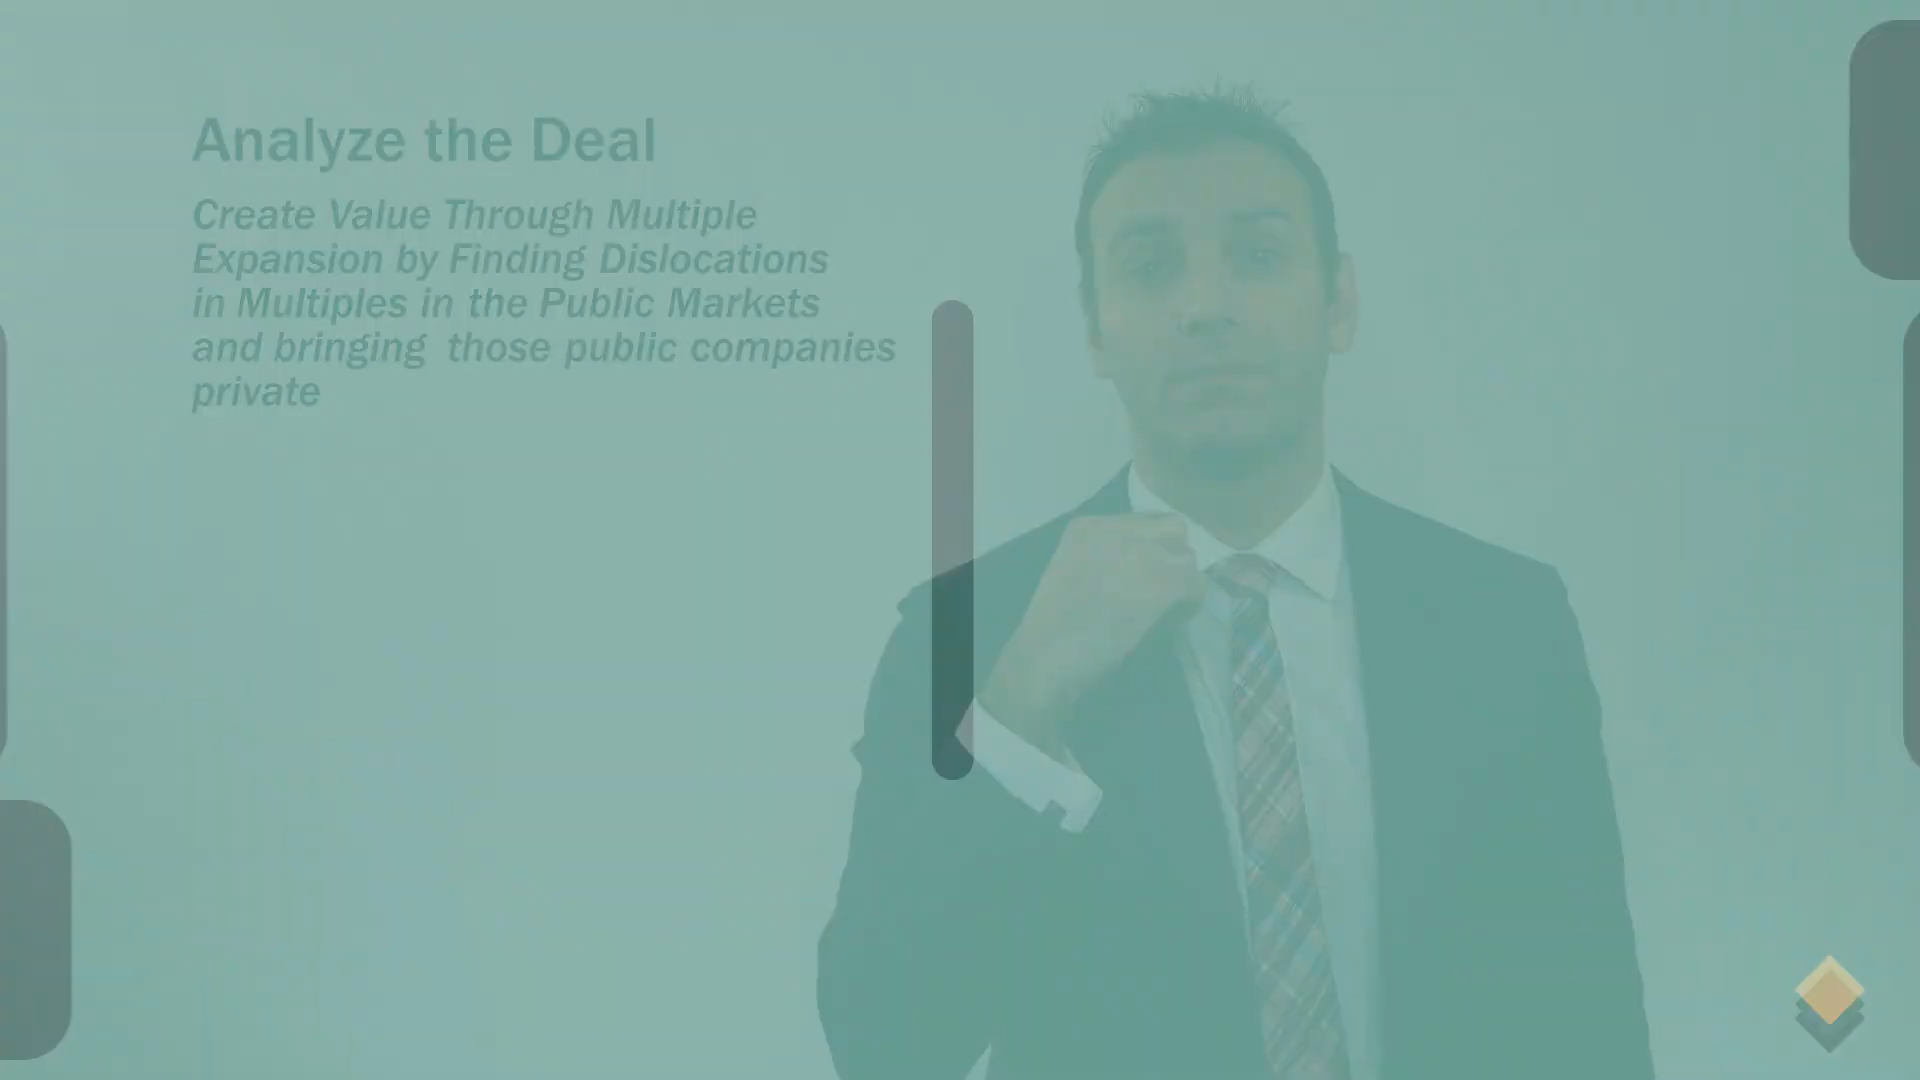 Analyze the Deal
Create Value Through Multiple
Expansion by Finding Dislocations
in Multiples in the Public Markets
and bringing  those public companies
private